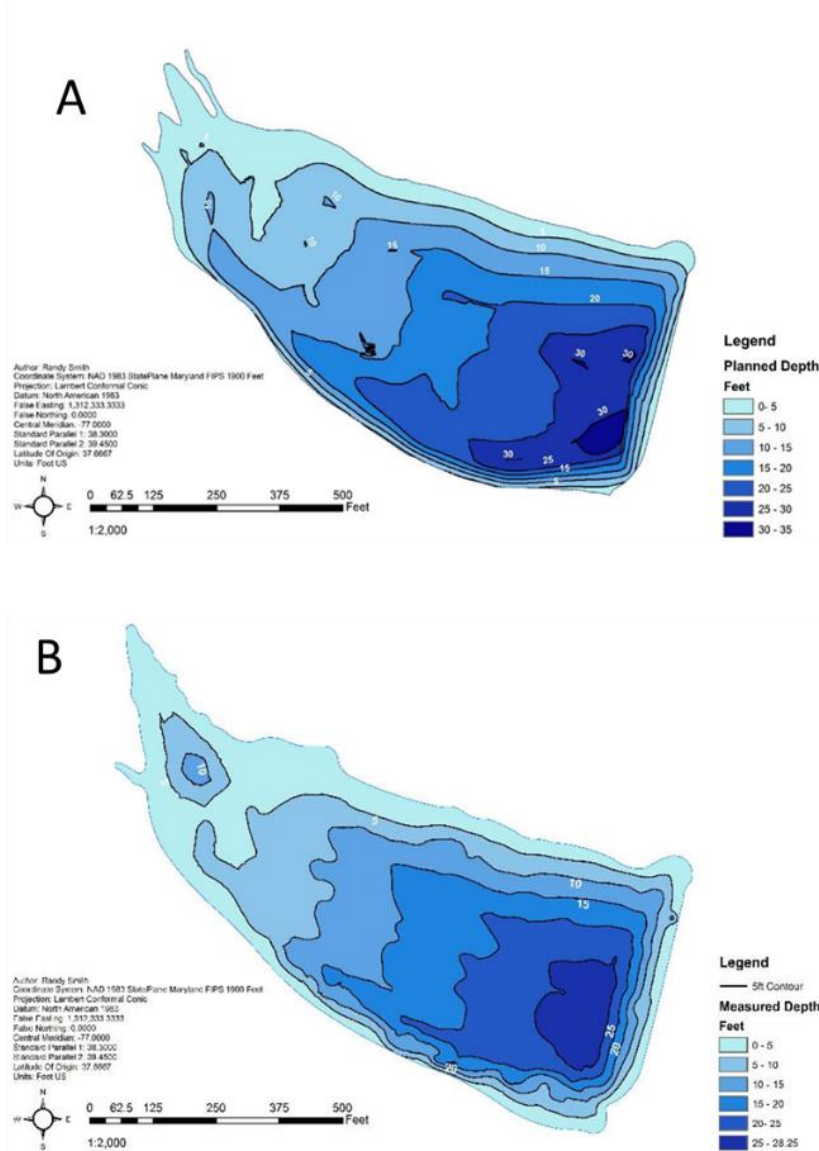 A
5
10
10
10
5
10
15
15
20
30
30
30
30
25
15
5
5
Author: Randy Smith
Coordinate System: NAD 1983 StatePlane Maryland FIPS 1900 Feet
Projection: Lambert Conformal Conic
Datum: North American 1983
False Easting: 1,312,333.3333
False Northing: 0.0000
Central Meridian: -77.0000
Standard Parallel 1: 38.3000
Standard Parallel 2: 39.4500
Latitude Of Origin: 37.6667
Units: Foot US
N
W E
S
0 62.5 125 250 375 500
Feet
1:2,000
Legend
Planned Depth
Feet
0- 5
5 - 10
10 - 15
15 - 20
20 - 25
25 - 30
30 - 35
B
10
5
5
10
15
25
20
20
Author: Randy Smith
Coordinate System: NAD 1983 StatePlane Maryland FIPS 1900 Feet
Projection: Lambert Conformal Conic
Datum: North American 1983
False Easting: 1,312,333.3333
False Northing: 0.0000
Central Meridian: -77.0000
Standard Parallel 1: 38.3000
Standard Parallel 2: 39.4500
Latitude Of Origin: 37.6667
Units: Foot US
N
W E
S
0 62.5 125 250 375 500
Feet
1:2,000
Legend
5ft Contour
Measured Depth
Feet
0 - 5
5 - 10
10 - 15
15 - 20
20- 25
25 - 28.25